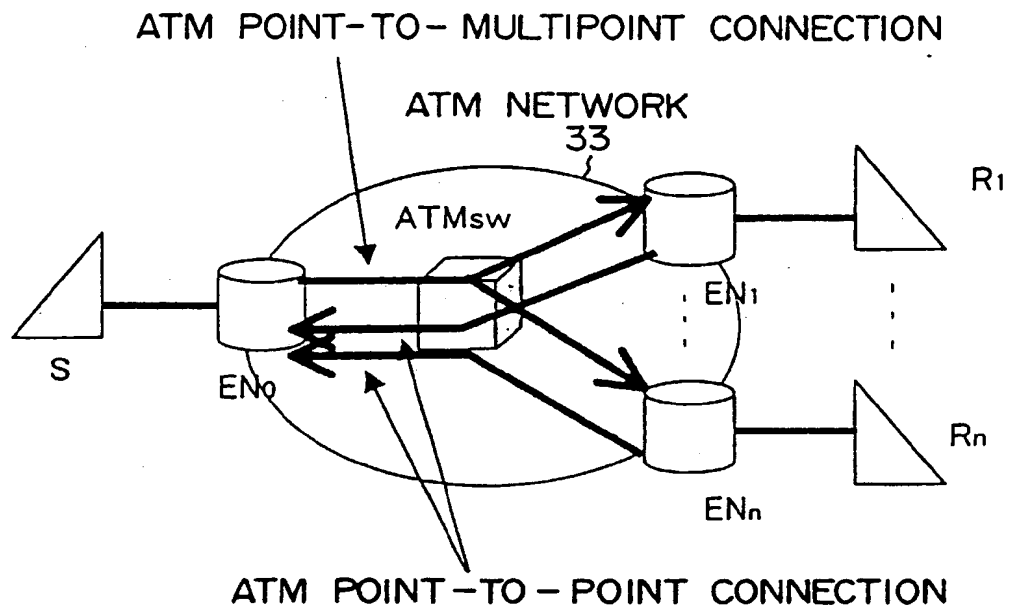 ATM POINT-TO-MULTIPOINT CONNECTION
ATM NETWORK
33
R1
ATMsw
EN1
S
EN0
Rn
ENn
ATM POINT-TO-POINT CONNECTION